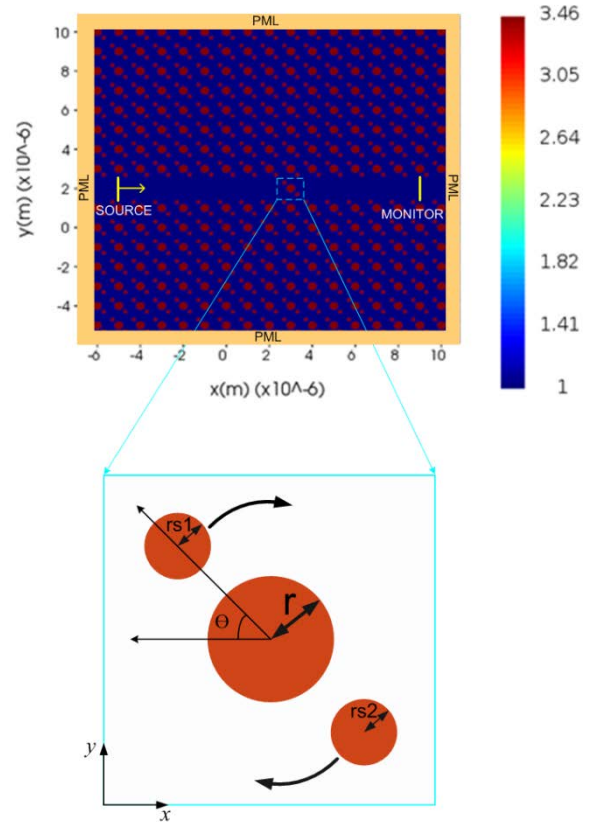 PML
10
8
6
4
2
0
-2
-4
y(m) (x10^-6)
PML
SOURCE
MONITOR
PML
PML
-6 -4 -2 0 2 4 6 8 10
x(m) (x10^-6)
3.46
3.05
2.64
2.23
1.82
1.41
1
rs1
r
Θ
rs2
y
x